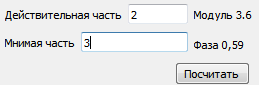 Действительная часть 2 Модуль 3.6
Мнимая часть 3 Фаза 0,59
Посчитать